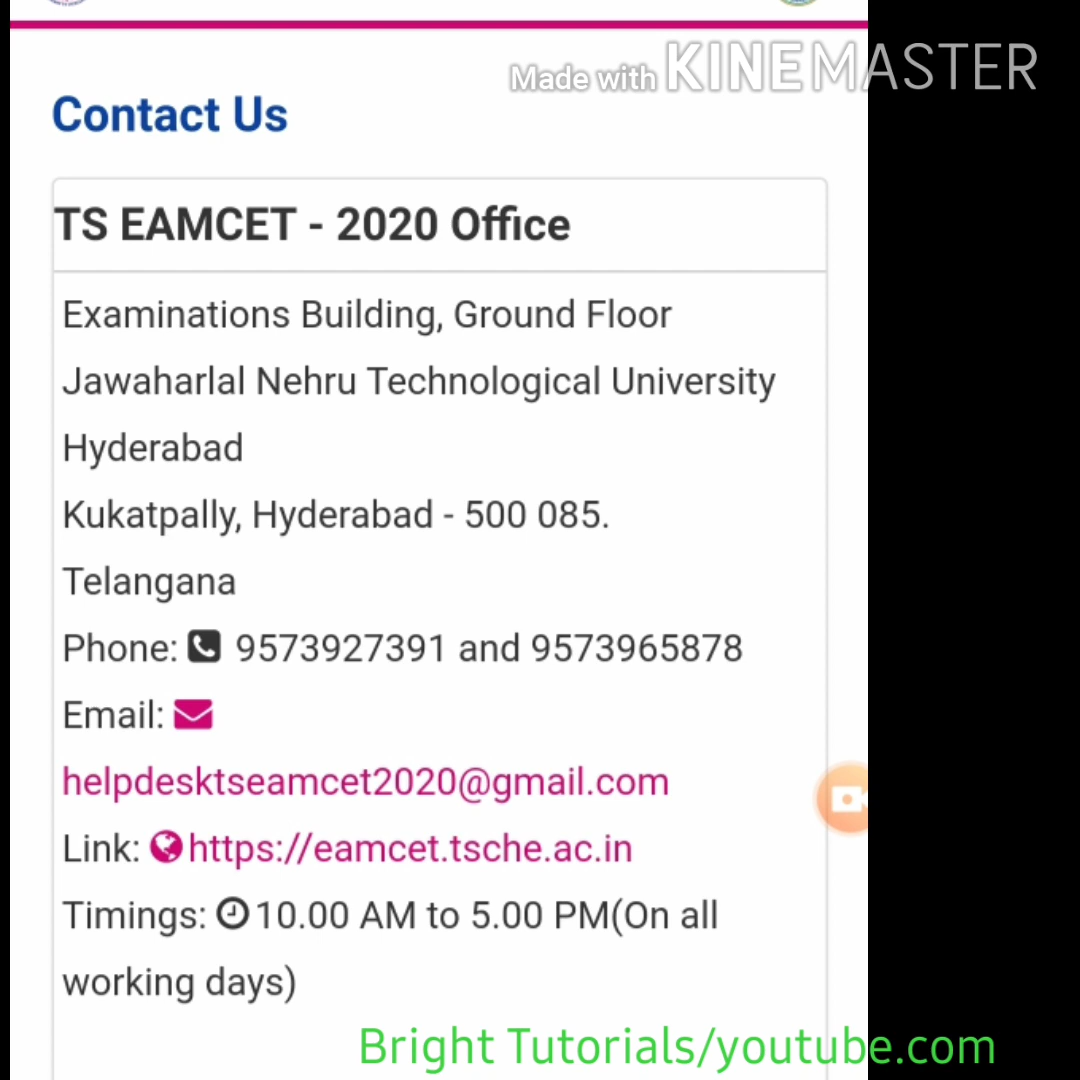 Made with KINEMASTER
Contact Us
TS EAMCET - 2020 Office
Examinations Building, Ground Floor
Jawaharlal Nehru Technological University
Hyderabad
Kukatpally, Hyderabad - 500 085.
Telangana
Phone: 9573927391 and 9573965878
Email:
helpdesktseamcet2020@gmail.com
Link: https://eamcet.tsche.ac.in
Timings: 10.00 AM to 5.00 PM(On all
working days)
Bright Tutorials/youtube.com